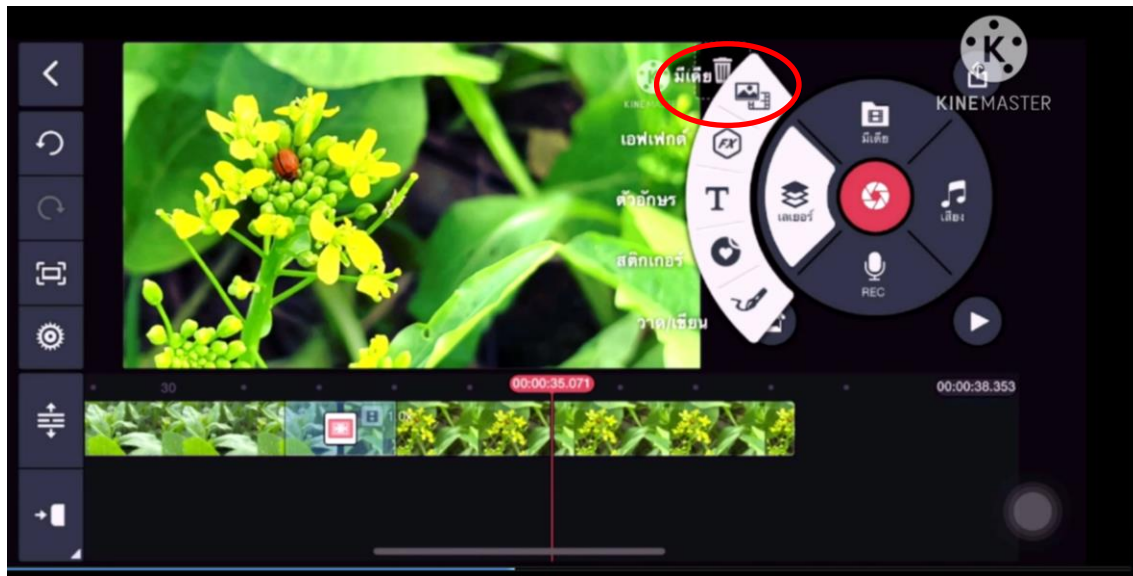 มีเดีย
KINEMASTER
เอฟเฟกต์
FX
มีเดีย
ตัวอักษร
T
เลเยอร์
เสียง
สติกเกอร์
REC
วาด/เขียน
30
00:00:35.071
00:00:38.353